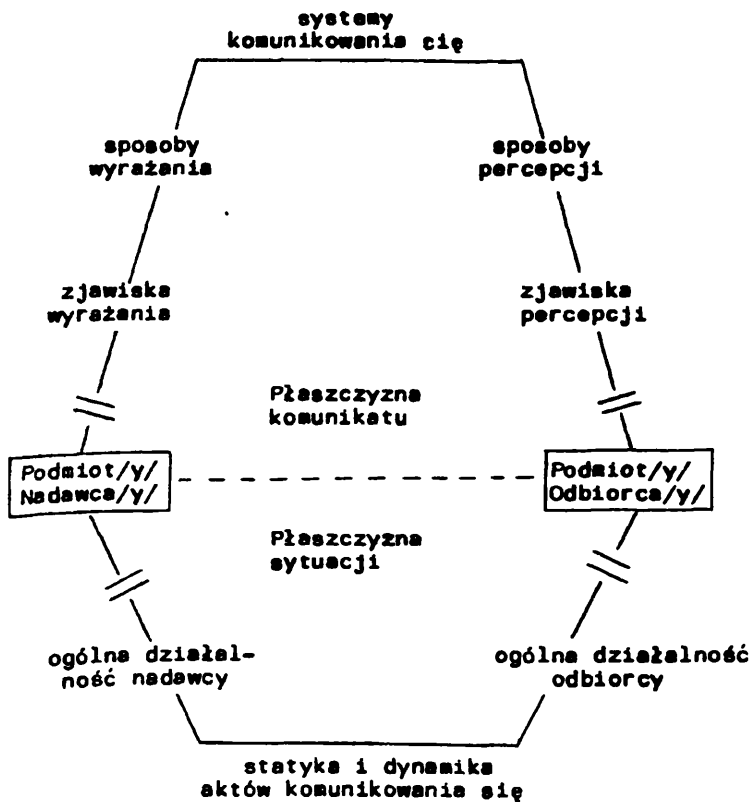 systemy
komunikowania cię
sposoby
wyrażania
sposoby
percepcji
zjawiska
wyrażania
zjawiska
percepcji
Płaszczyzna
komunikatu
Podmiot/y/
Nadawca/y/
Podmiot/y/
Odbiorca/y/
Płaszczyzna
sytuacji
ogólna działal-
ność nadawcy
ogólna działalność
odbiorcy
statyka i dynamika
aktów komunikowania się